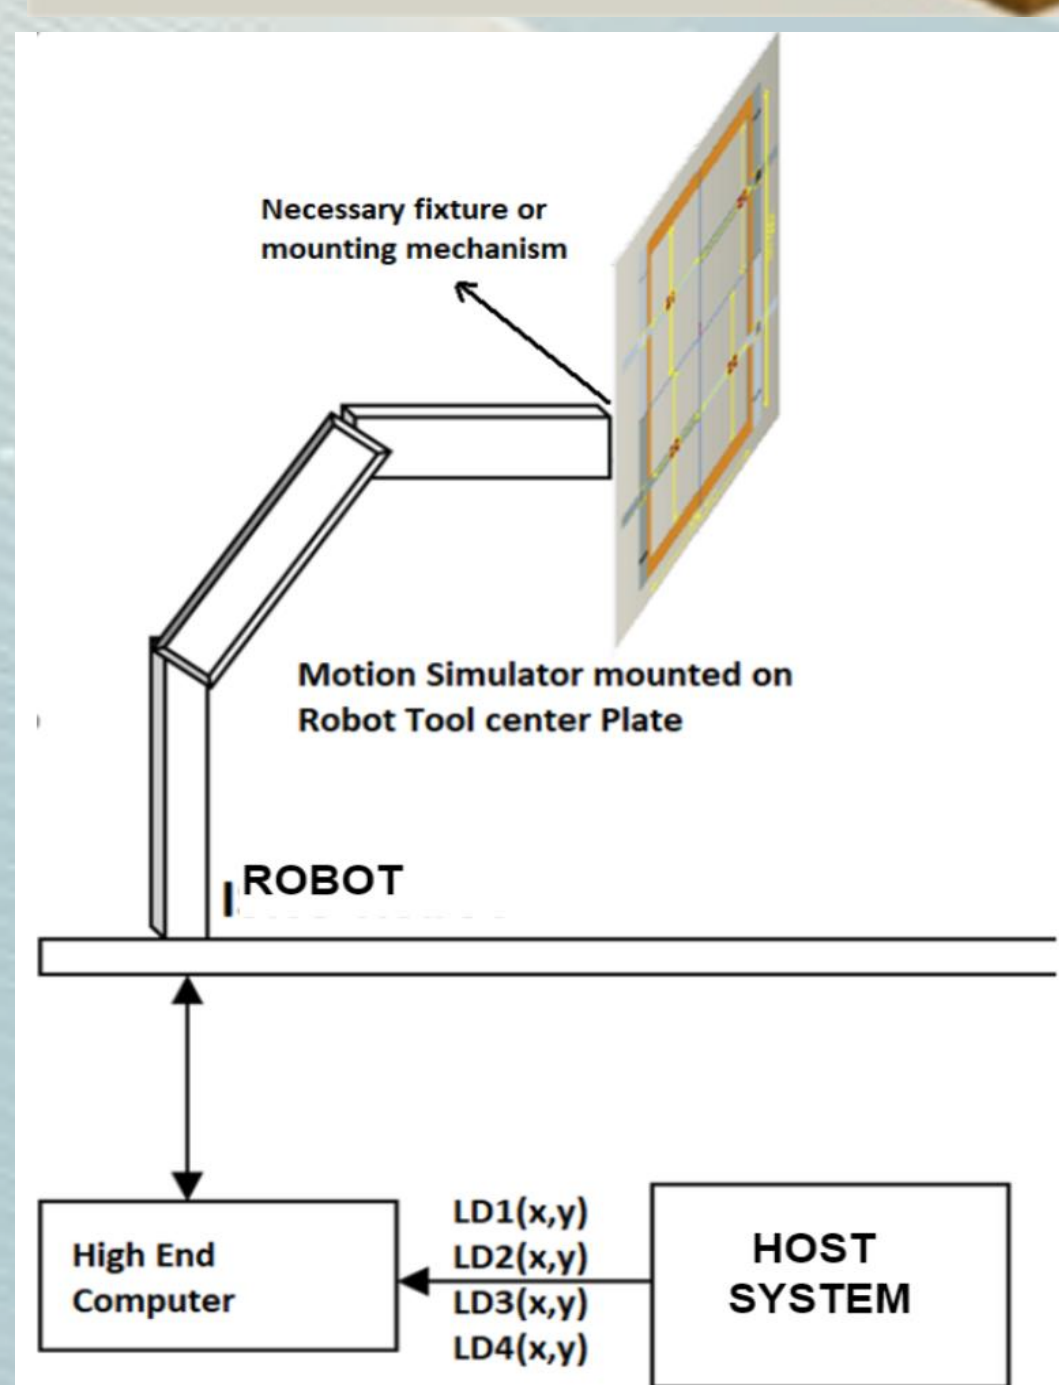 Necessary fixture or
mounting mechanism
Motion Simulator mounted on
Robot Tool center Plate
ROBOT
High End
Computer
LD1(x,y)
LD2(x,y)
LD3(x,y)
LD4(x,y)
HOST
SYSTEM